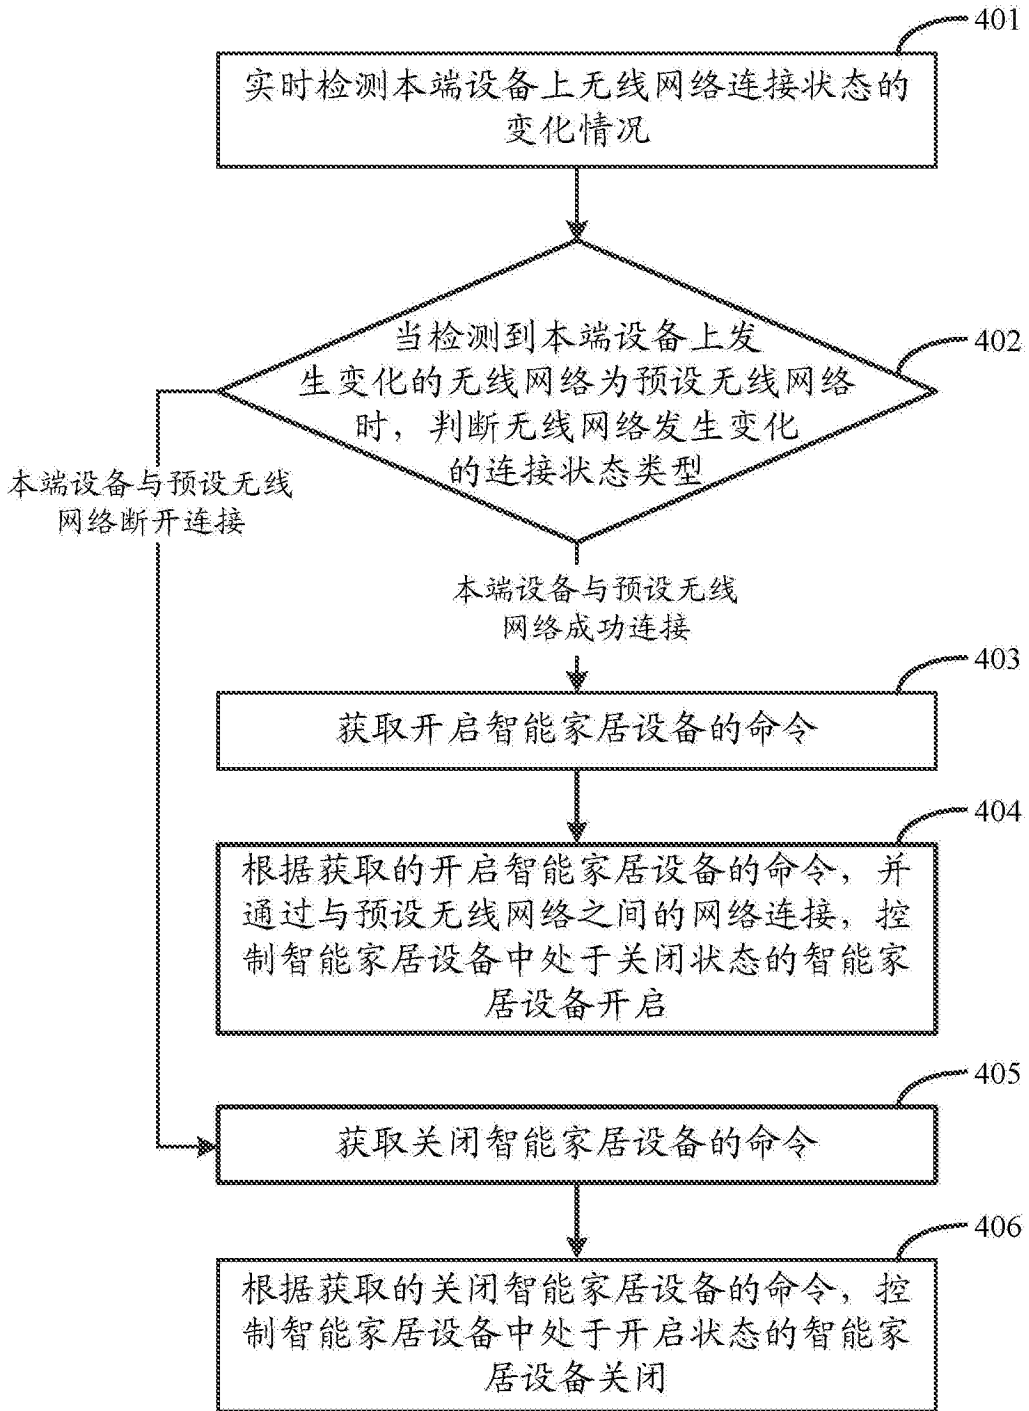 401
实时检测本端设备上无线网络连接状态的
变化情况
402
当检测到本端设备上发
生变化的无线网络为预设无线网络
时，判断无线网络发生变化
的连接状态类型
本端设备与预设无线
网络断开连接
本端设备与预设无线
网络成功连接
403
获取开启智能家居设备的命令
404
根据获取的开启智能家居设备的命令，并
通过与预设无线网络之间的网络连接，控
制智能家居设备中处于关闭状态的智能家
居设备开启
405
获取关闭智能家居设备的命令
406
根据获取的关闭智能家居设备的命令，控
制智能家居设备中处于开启状态的智能家
居设备关闭